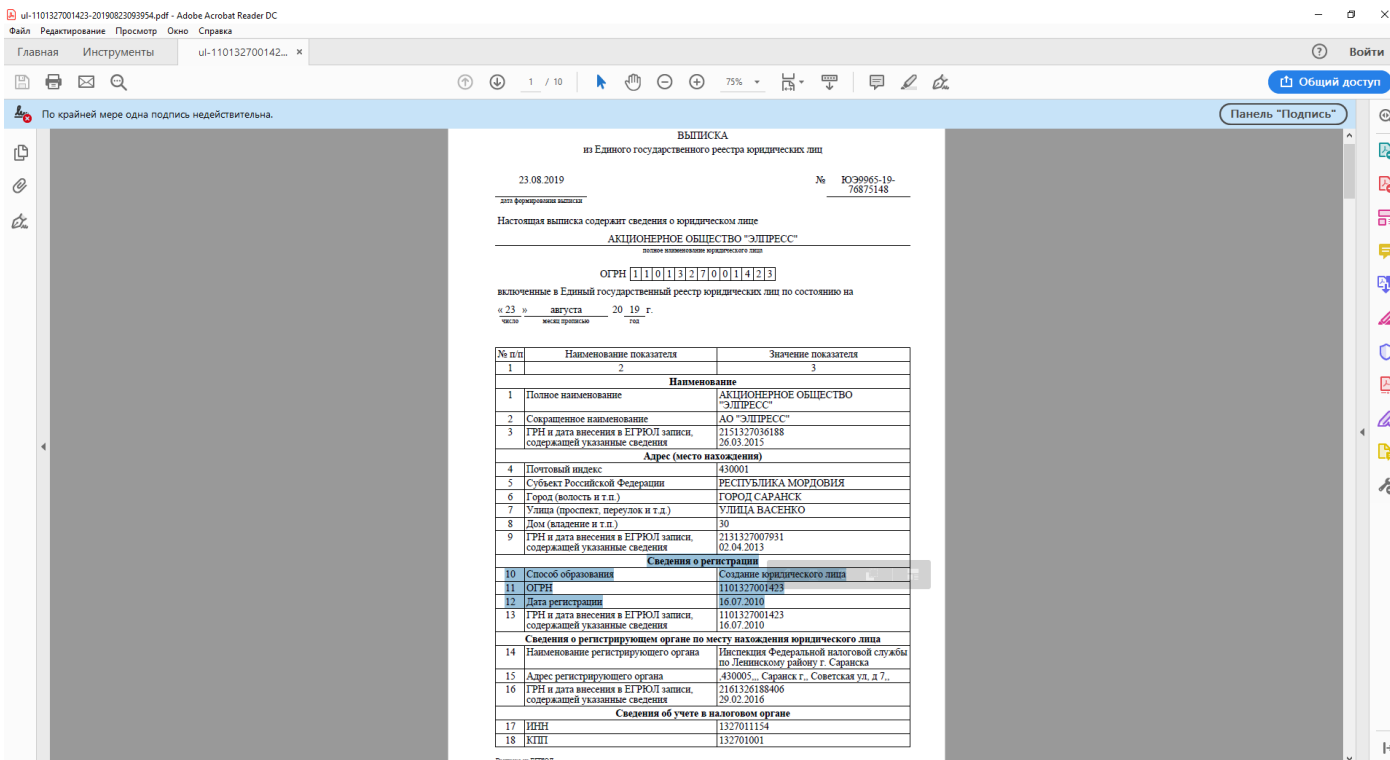 ul-1101327001423-20190823093954.pdf - Adobe Acrobat Reader DC
Файл Редактирование Просмотр Окно Справка
Главная Инструменты ul-110132700142... × ? Войти
1 / 10 75% Общий доступ
По крайней мере одна подпись недействительна. Панель "Подпись"
ВЫПИСКА
из Единого государственного реестра юридических лиц
23.08.2019 № ЮЭ9965-19-
76875148
дата формирования выписки
Настоящая выписка содержит сведения о юридическом лице
АКЦИОНЕРНОЕ ОБЩЕСТВО "ЭЛПРЕСС"
полное наименование юридического лица
ОГРН 1 1 0 1 3 2 7 0 0 1 4 2 3
включенные в Единый государственный реестр юридических лиц по состоянию на
« 23 » августа 20 19 г.
число месяц прописью год
№ п/п Наименование показателя Значение показателя
1 2 3
Наименование
1 Полное наименование АКЦИОНЕРНОЕ ОБЩЕСТВО
"ЭЛПРЕСС"
2 Сокращенное наименование АО "ЭЛПРЕСС"
3 ГРН и дата внесения в ЕГРЮЛ записи, 2151327036188
содержащей указанные сведения 26.03.2015
Адрес (место нахождения)
4 Почтовый индекс 430001
5 Субъект Российской Федерации РЕСПУБЛИКА МОРДОВИЯ
6 Город (волость и т.п.) ГОРОД САРАНСК
7 Улица (проспект, переулок и т.д.) УЛИЦА ВАСЕНКО
8 Дом (владение и т.п.) 30
9 ГРН и дата внесения в ЕГРЮЛ записи, 2131327007931
содержащей указанные сведения 02.04.2013
Сведения о регистрации
10 Способ образования Создание юридического лица
11 ОГРН 1101327001423
12 Дата регистрации 16.07.2010
13 ГРН и дата внесения в ЕГРЮЛ записи, 1101327001423
содержащей указанные сведения 16.07.2010
Сведения о регистрирующем органе по месту нахождения юридического лица
14 Наименование регистрирующего органа Инспекция Федеральной налоговой службы
по Ленинскому району г. Саранска
15 Адрес регистрирующего органа ,430005,,, Саранск г,, Советская ул, д 7,,
16 ГРН и дата внесения в ЕГРЮЛ записи, 2161326188406
содержащей указанные сведения 29.02.2016
Сведения об учете в налоговом органе
17 ИНН 1327011154
18 КПП 132701001